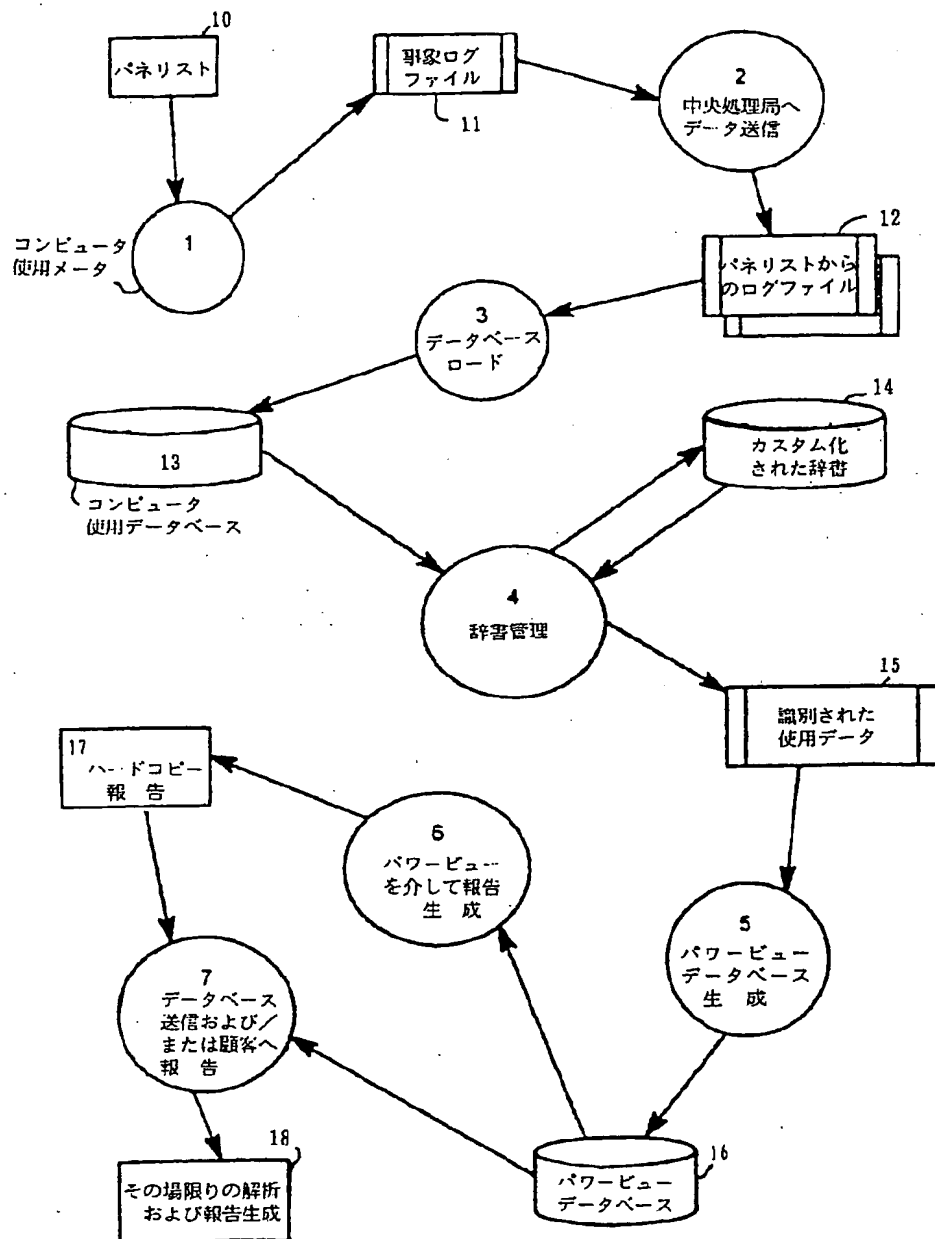 10
パネリスト
事象ログ
ファイル
11
2
中央処理局へ
データ送信
12
パネリストから
のログファイル
1
コンピュータ
使用メータ
3
データベース
ロード
13
コンピュータ
使用データベース
14
カスタム化
された辞書
4
辞書管理
15
識別された
使用データ
17
ハードコピー
報 告
6
パワービュー
を介して報告
生 成
5
パワービュー
データベース
生 成
7
データベース
送信および/
または顧客へ
報 告
16
パワービュー
データベース
18
その場限りの解析
および報告生成